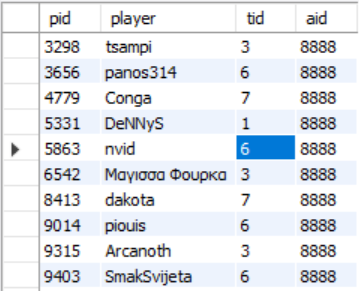 pid player tid aid
3298 tsampi 3 8888
3656 panos314 6 8888
4779 Conga 7 8888
5331 DeNNyS 1 8888
5863 nvid 6 8888
6542 Μαγισσα Φουρκα 3 8888
8413 dakota 7 8888
9014 piouis 6 8888
9315 Arcanoth 3 8888
9403 SmakSvijeta 6 8888